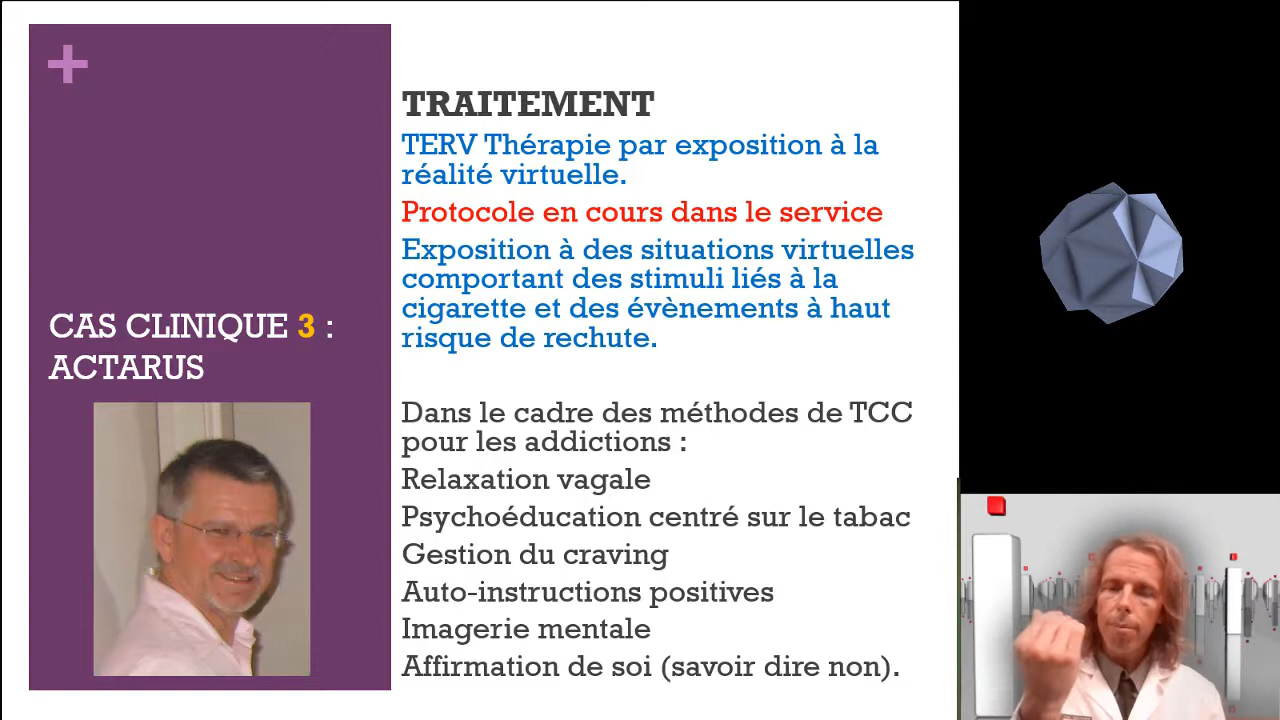 CAS CLINIQUE 3 :
ACTARUS
TRAITEMENT
TERV Thérapie par exposition à la
réalité virtuelle.
Protocole en cours dans le service
Exposition à des situations virtuelles
comportant des stimuli liés à la
cigarette et des évènements à haut
risque de rechute.
Dans le cadre des méthodes de TCC
pour les addictions :
Relaxation vagale
Psychoéducation centré sur le tabac
Gestion du craving
Auto-instructions positives
Imagerie mentale
Affirmation de soi (savoir dire non).